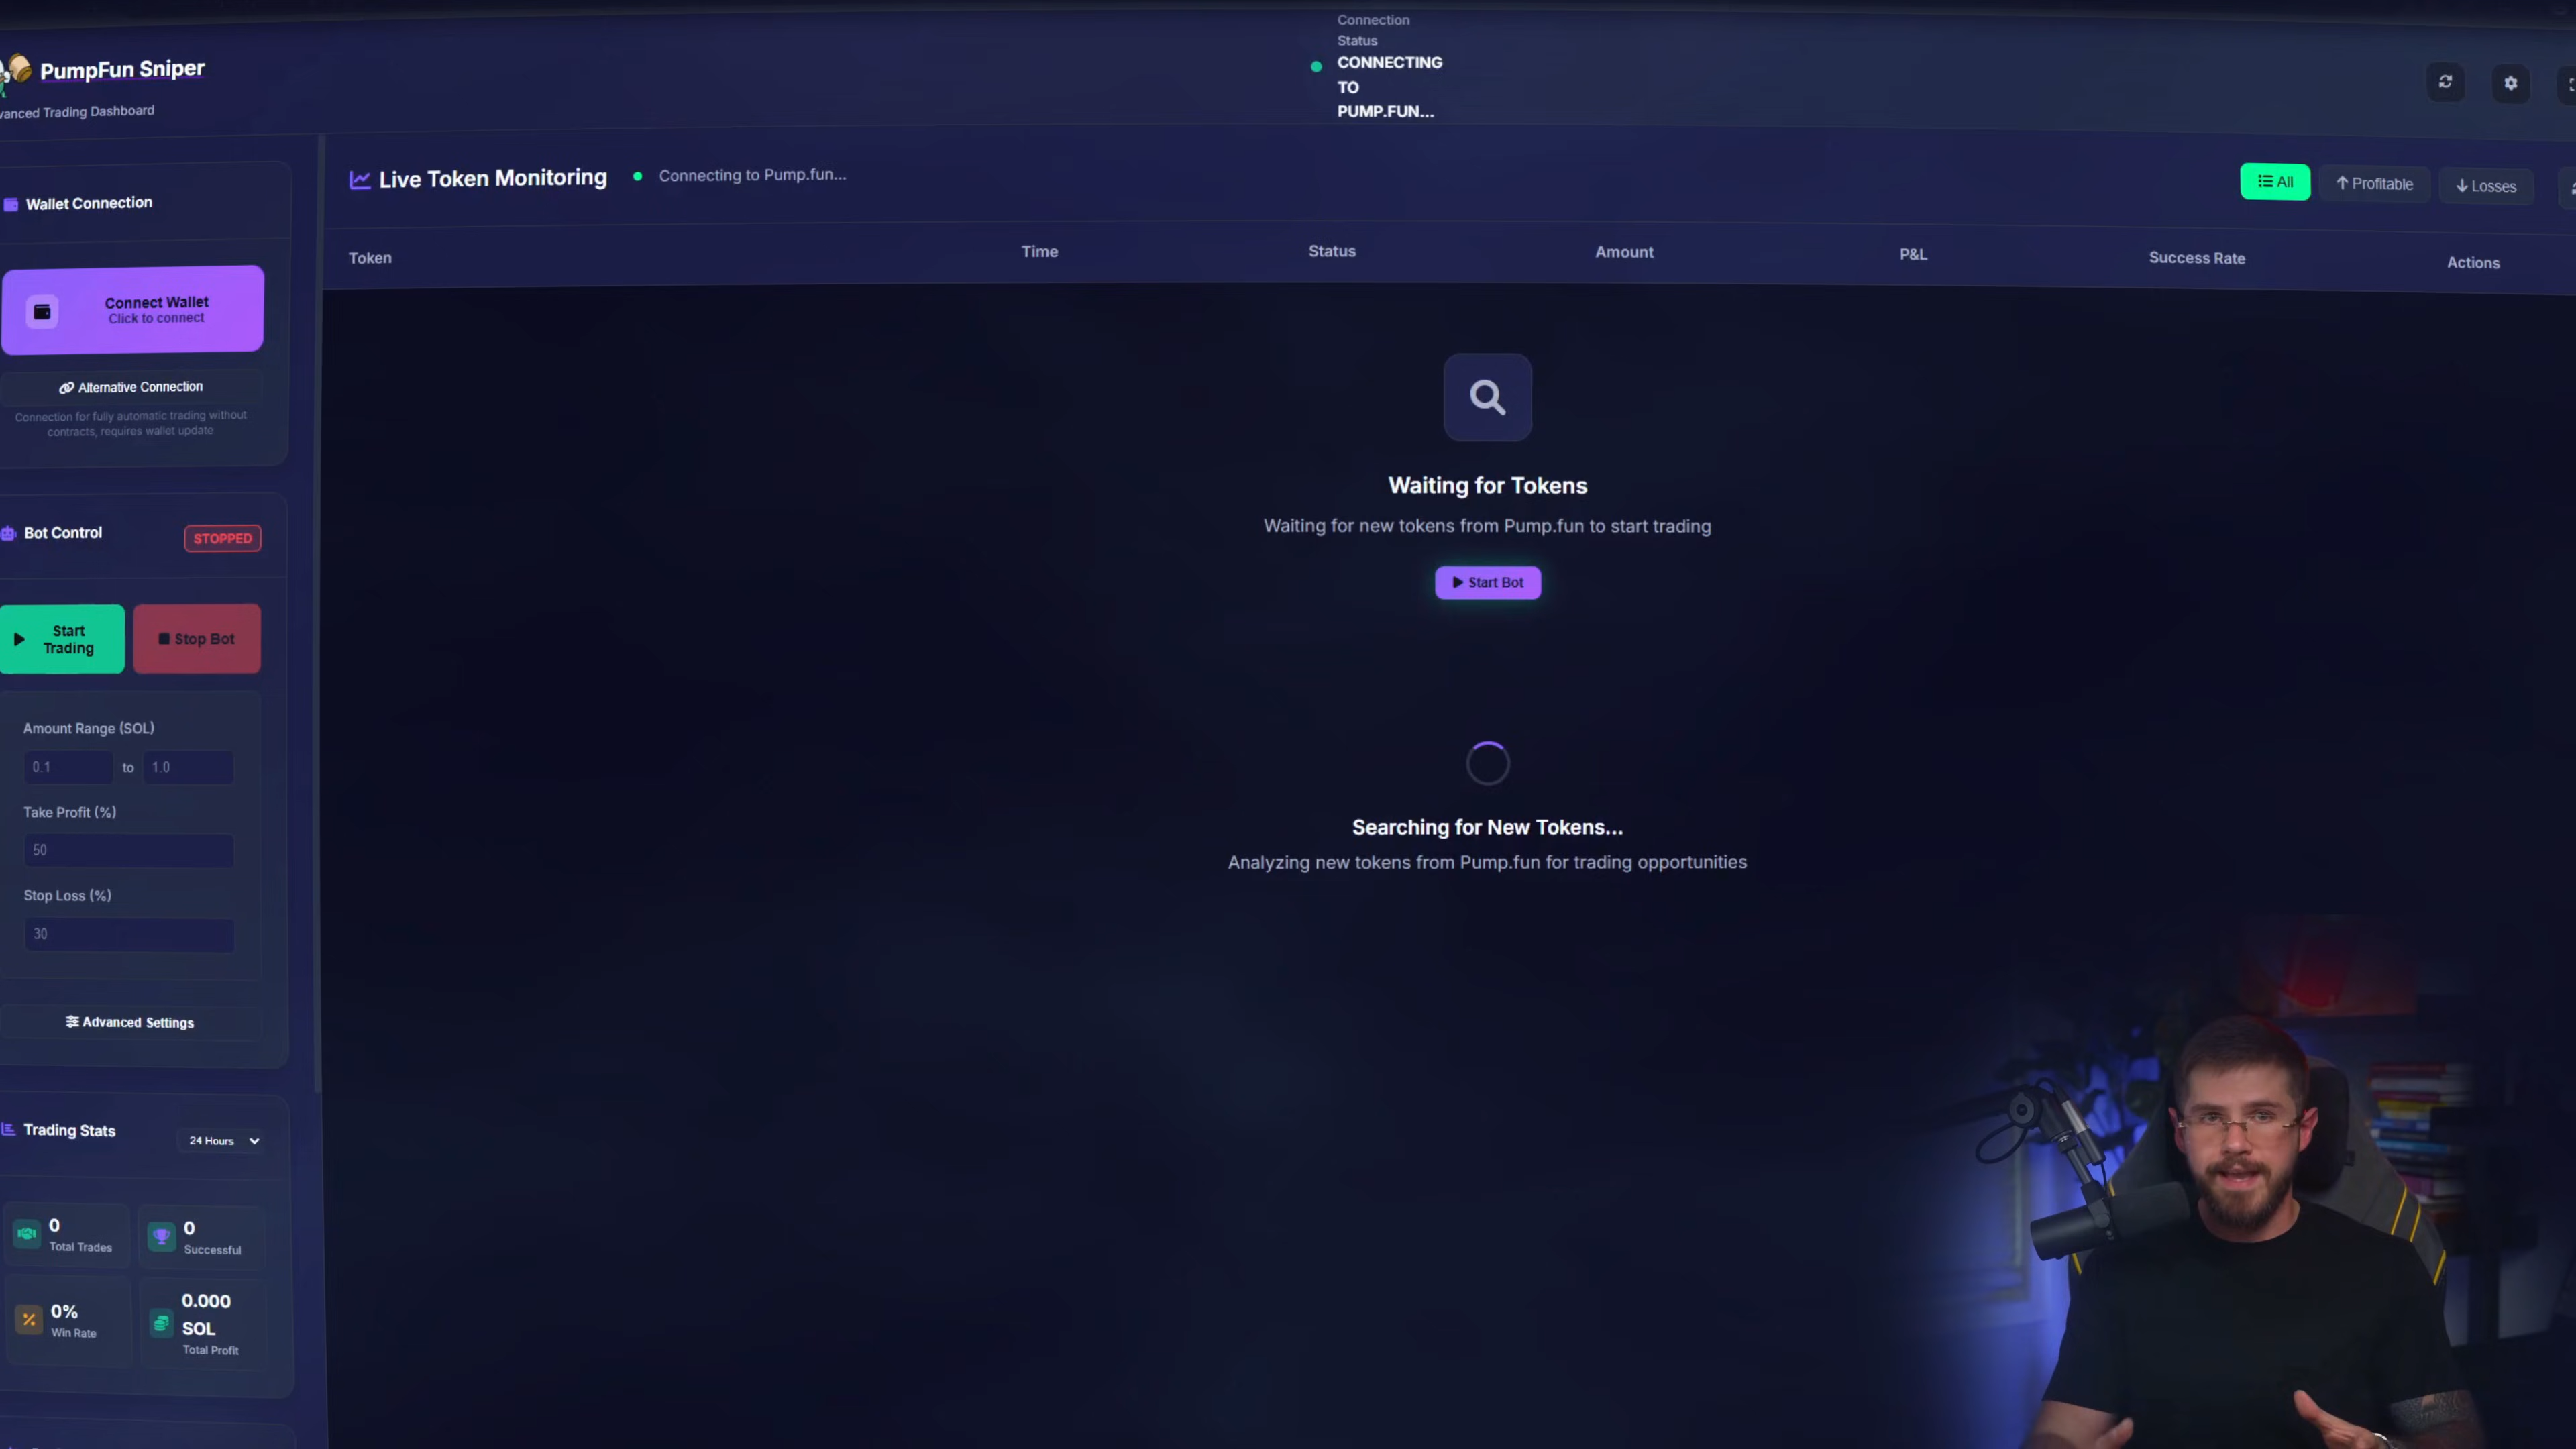 PumpFun Sniper
vanced Trading Dashboard
Connection
Status
CONNECTING
TO
PUMP.FUN...
Wallet Connection
Connect Wallet
Click to connect
Alternative Connection
Connection for fully automatic trading without
contracts, requires wallet update
Bot Control
STOPPED
Start
Trading
Stop Bot
Amount Range (SOL)
0.1 to 1.0
Take Profit (%)
50
Stop Loss (%)
30
Advanced Settings
Trading Stats
24 Hours
0
Total Trades
0
Successful
0%
Win Rate
0.000
SOL
Total Profit
Live Token Monitoring
Connecting to Pump.fun...
All
Profitable
Losses
Token Time Status Amount P&L Success Rate Actions
Waiting for Tokens
Waiting for new tokens from Pump.fun to start trading
Start Bot
Searching for New Tokens...
Analyzing new tokens from Pump.fun for trading opportunities